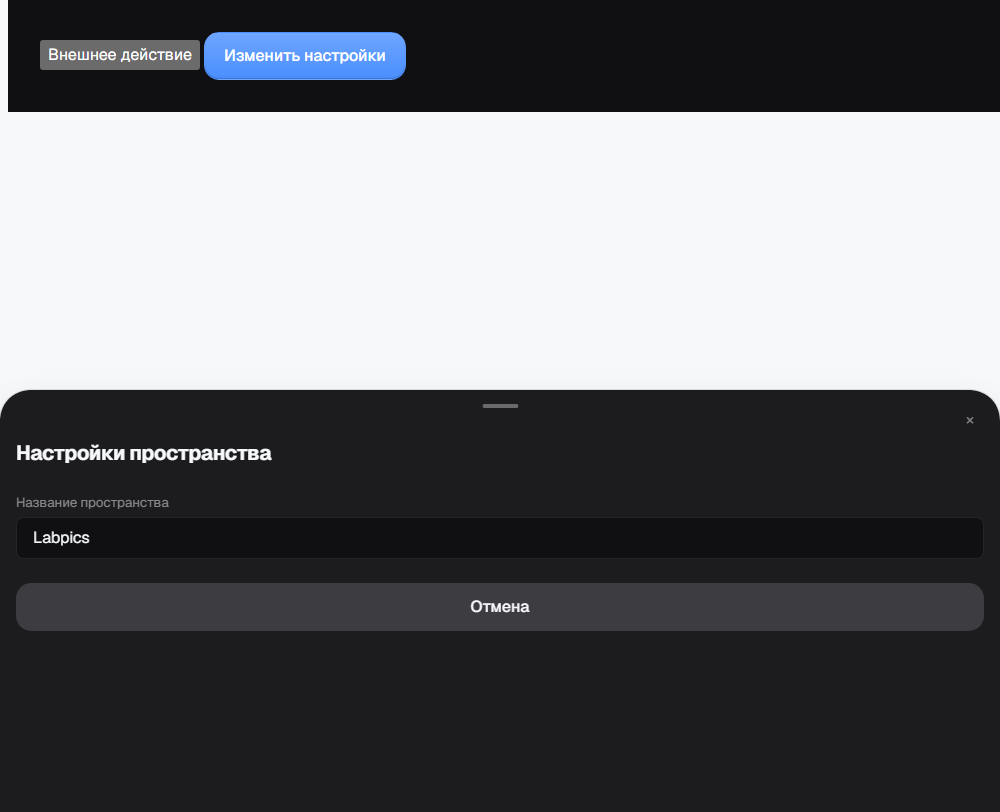 Внешнее действие
Изменить настройки
×
Настройки пространства
Название пространства
Labpics
Отмена